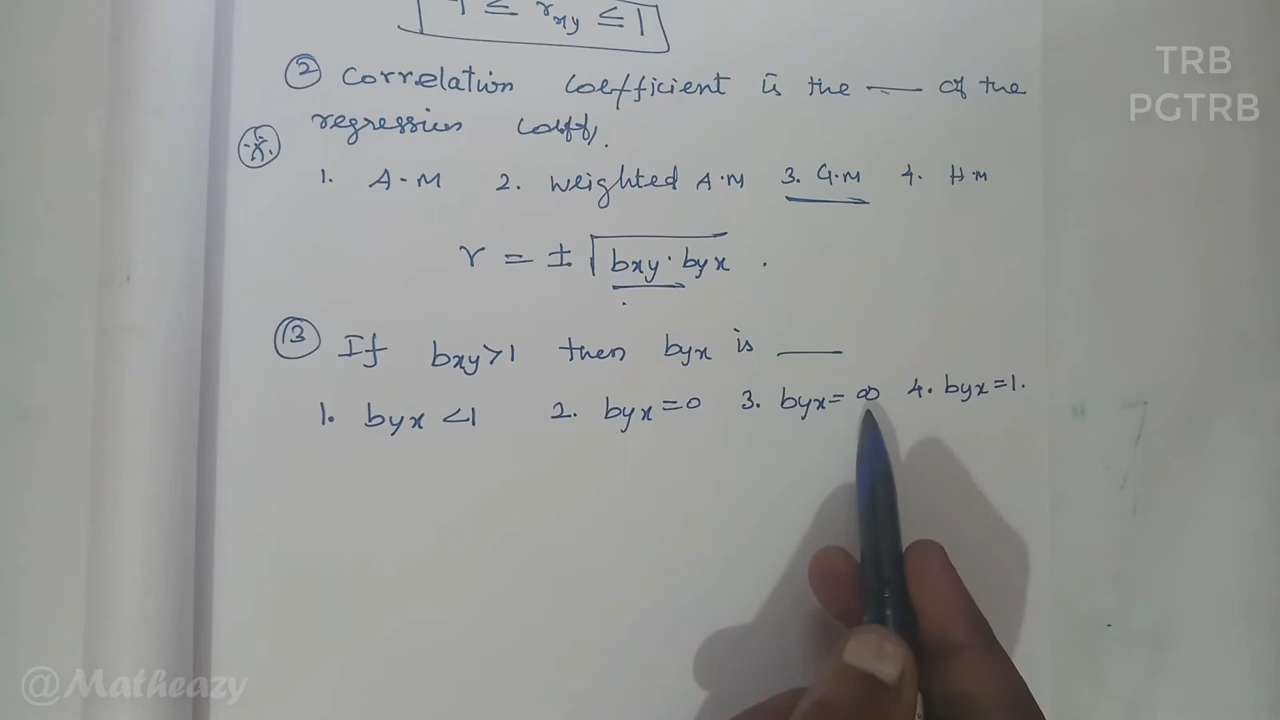 -1 ≤ rxy ≤ 1
② Correlation coefficient is the — of the
regression coeff.
1. A.M 2. Weighted A.M 3. G.M 4. H.M
r = ± √bxy · byx .
⑬ If bxy>1 then byx is —
1. byx <1 2. byx =0 3. byx= ∞ 4. byx=1.
TRB
PGTRB
@Matheazy